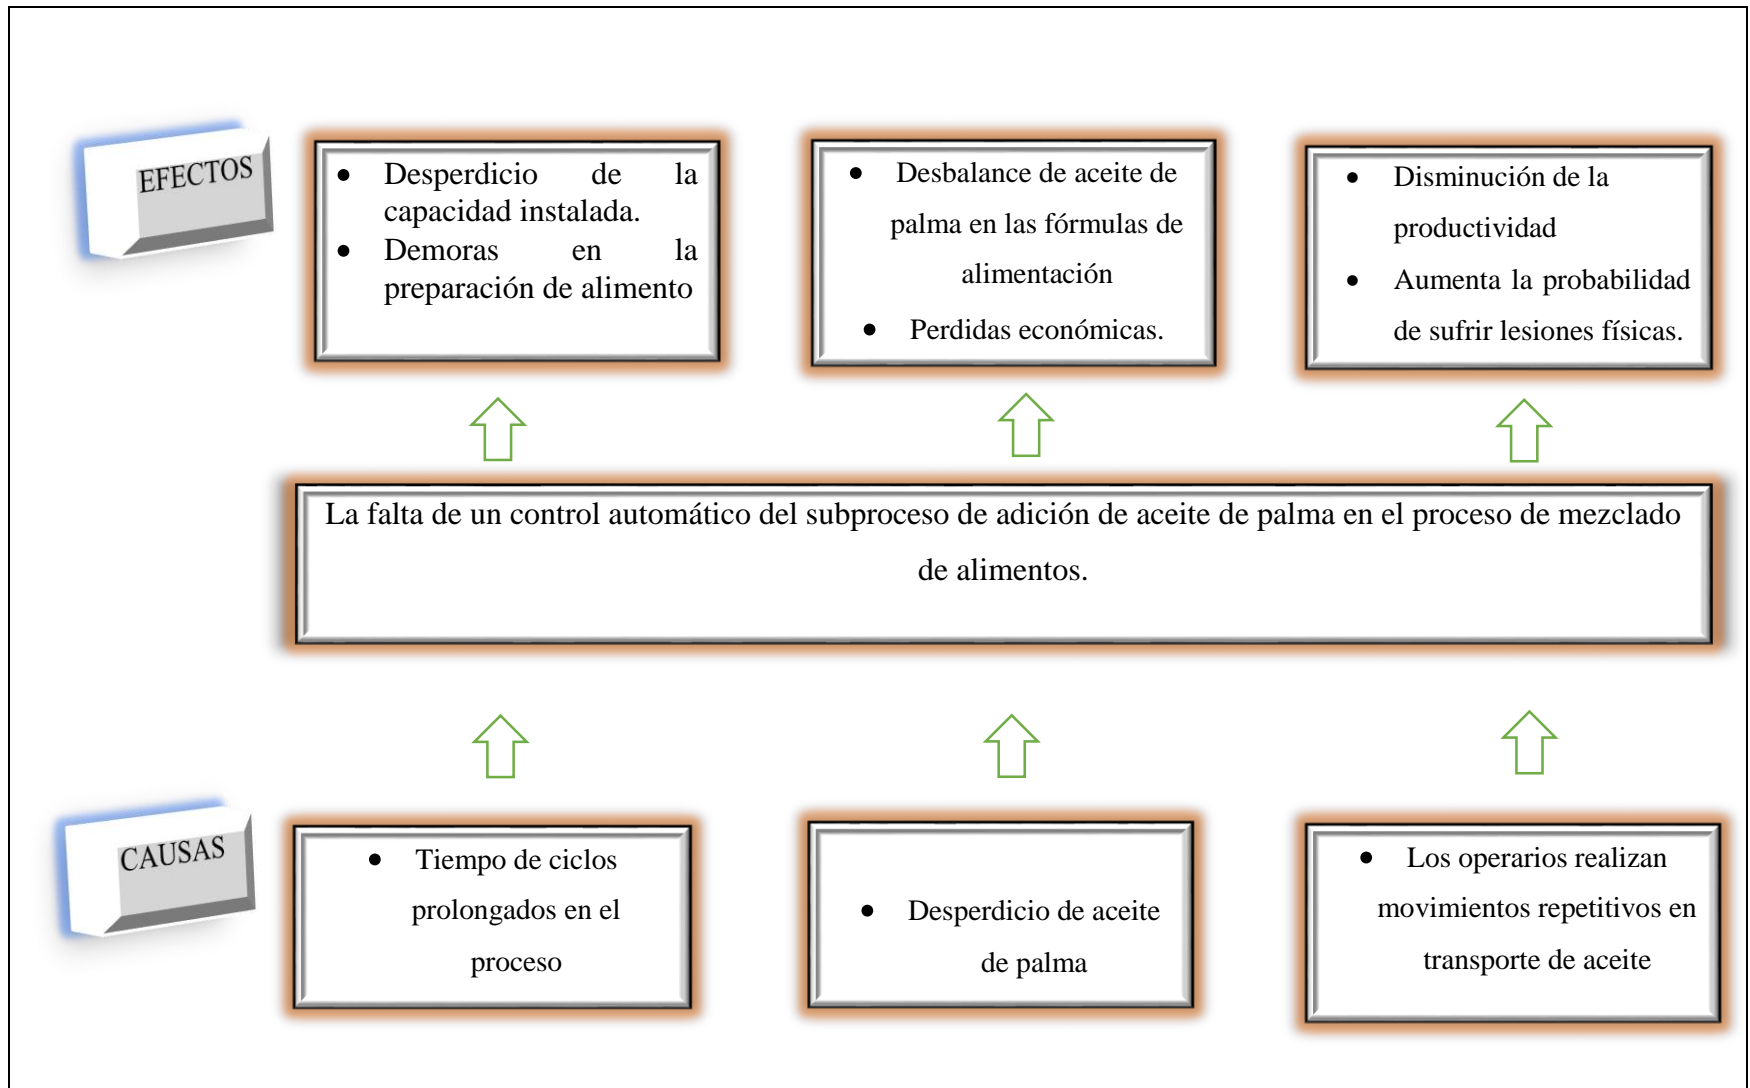 EFECTOS
• Desperdicio de la
capacidad instalada.
• Demoras en la
preparación de alimento
• Desbalance de aceite de
palma en las fórmulas de
alimentación
• Perdidas económicas.
• Disminución de la
productividad
• Aumenta la probabilidad
de sufrir lesiones físicas.
La falta de un control automático del subproceso de adición de aceite de palma en el proceso de mezclado
de alimentos.
CAUSAS
• Tiempo de ciclos
prolongados en el
proceso
• Desperdicio de aceite
de palma
• Los operarios realizan
movimientos repetitivos en
transporte de aceite